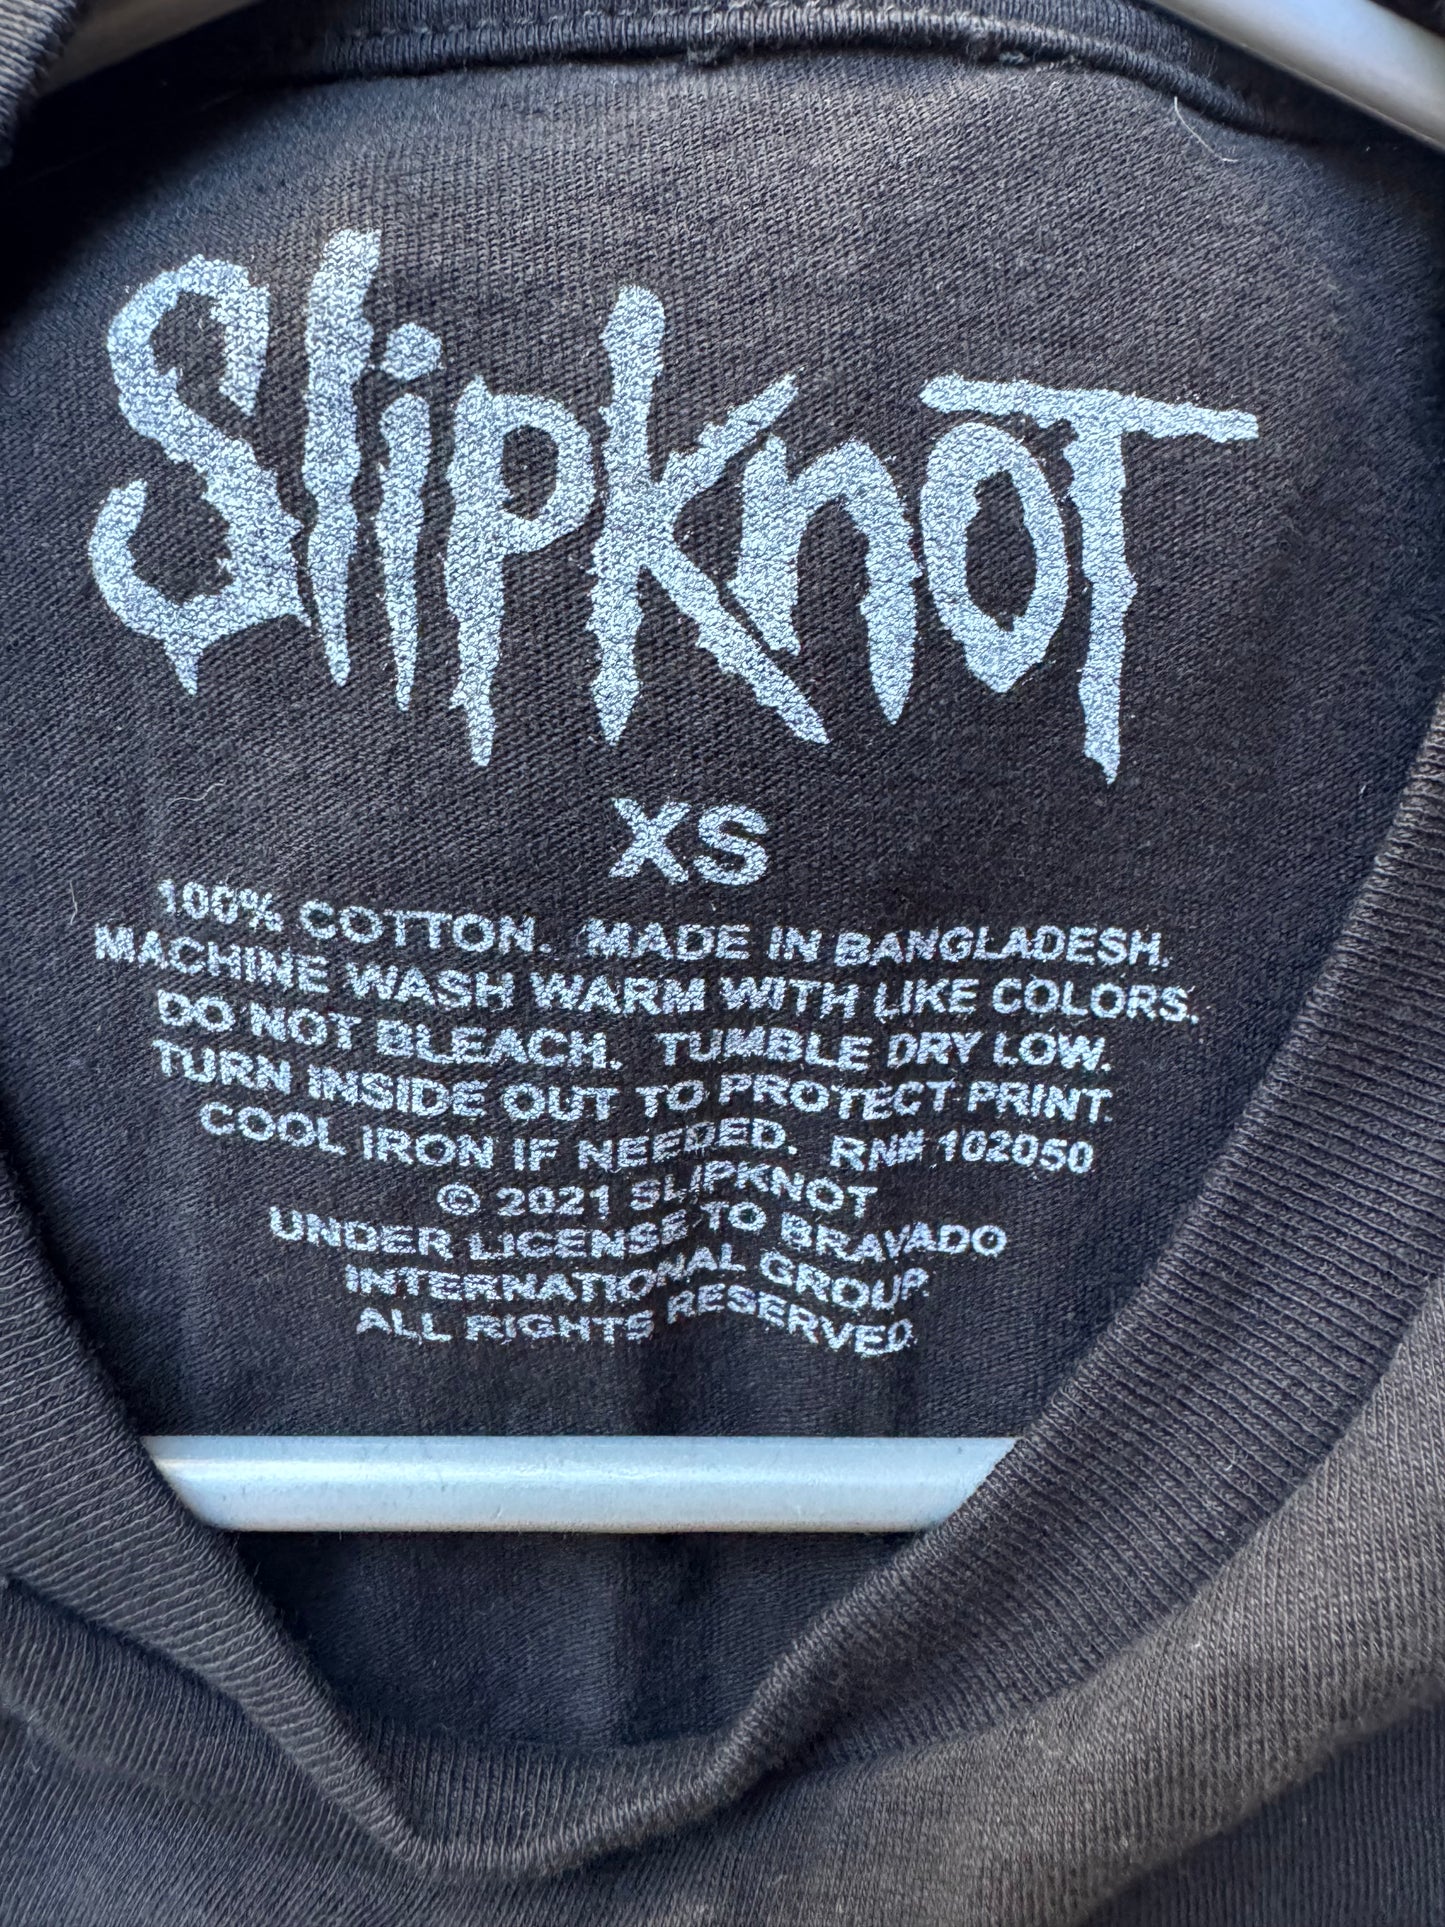 Slipknot
XS
100% COTTON. MADE IN BANGLADESH.
MACHINE WASH WARM WITH LIKE COLORS.
DO NOT BLEACH. TUMBLE DRY LOW.
TURN INSIDE OUT TO PROTECT PRINT.
COOL IRON IF NEEDED. RN# 102050
© 2021 SLIPKNOT
UNDER LICENSE TO BRAVADO
INTERNATIONAL GROUP.
ALL RIGHTS RESERVED.